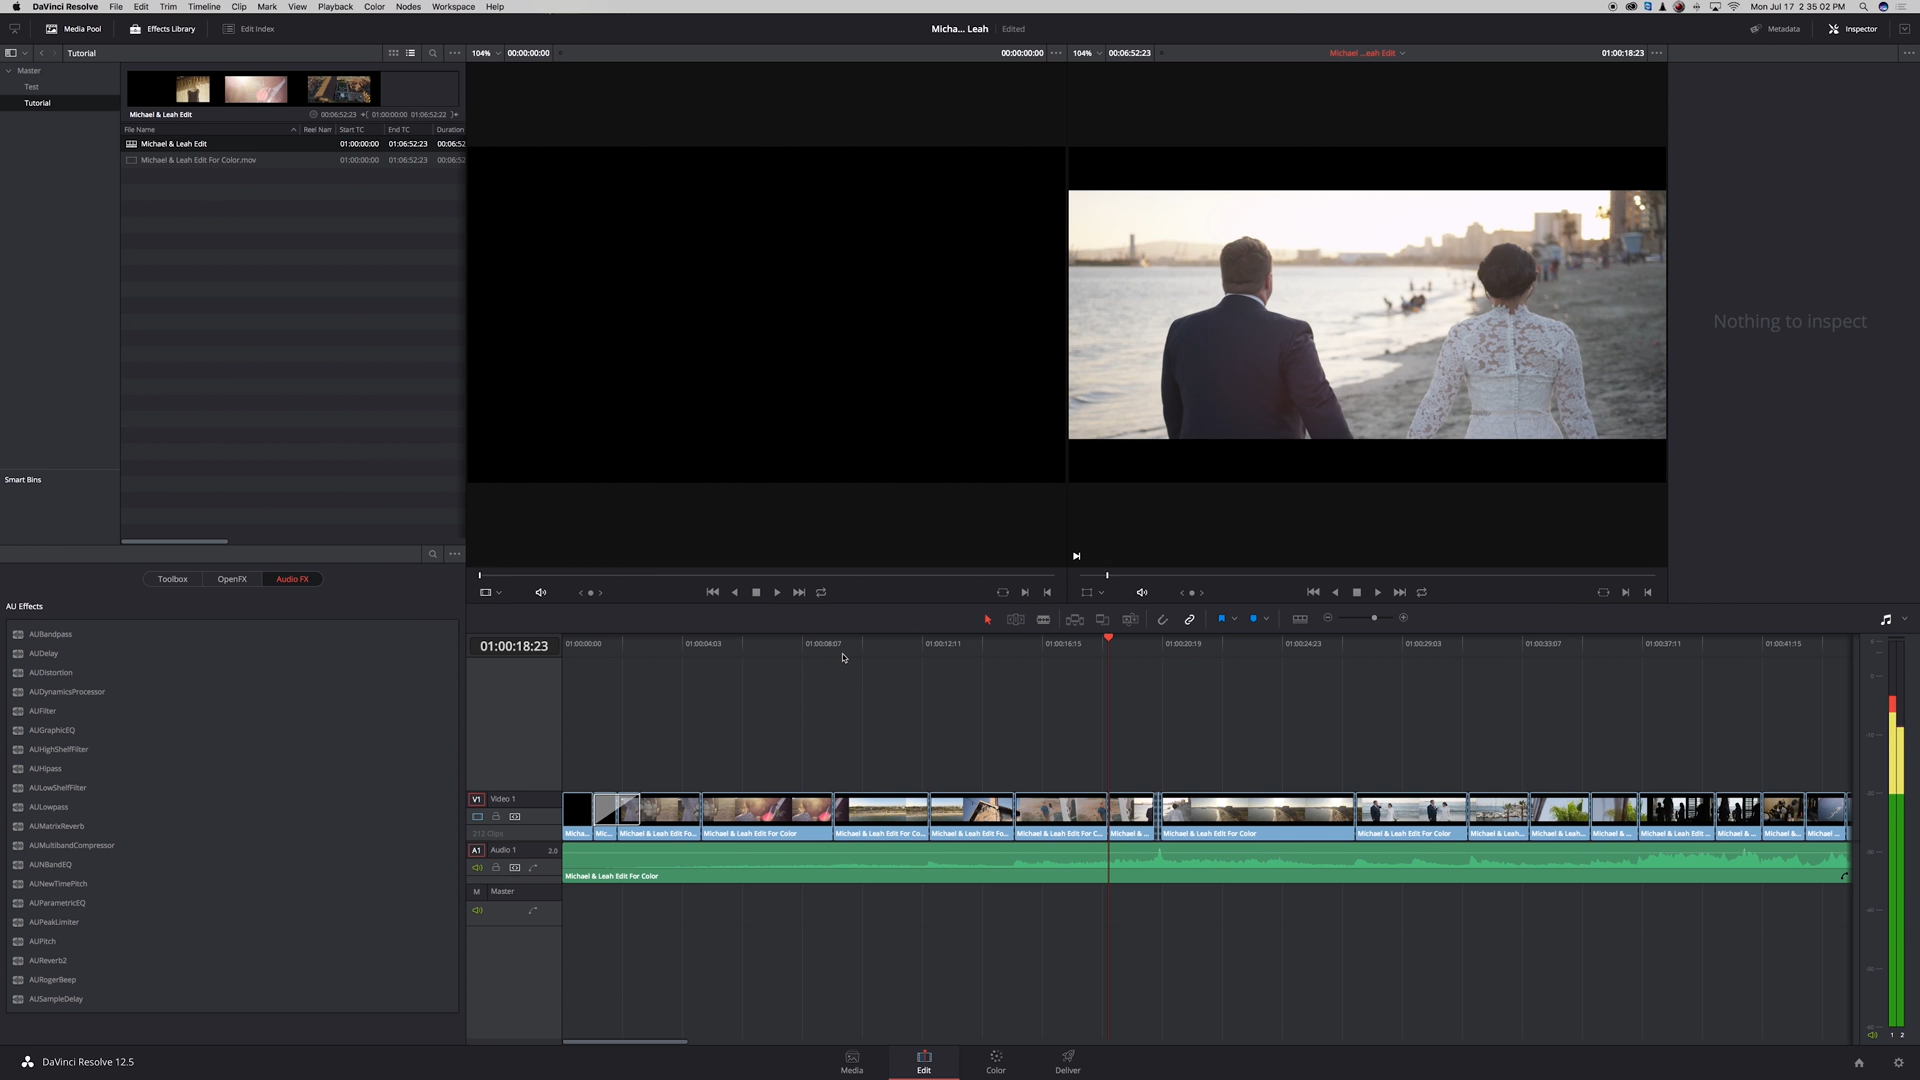 DaVinci Resolve File Edit Trim Timeline Clip Mark View Playback Color Nodes Workspace Help
Mon Jul 17 2 35 02 PM
Media Pool Effects Library Edit Index
Micha... Leah Edited
Metadata Inspector
Tutorial
104% 00:00:00:00
00:00:00:00
104% 00:06:52:23
Michael ...eah Edit
01:00:18:23
Master
Test
Tutorial
Michael & Leah Edit
00:06:52:23 01:00:00:00 01:06:52:22
File Name Reel Nam Start TC End TC Duration
Michael & Leah Edit 01:00:00:00 01:06:52:23 00:06:52
Michael & Leah Edit For Color.mov 01:00:00:00 01:06:52:23 00:06:52
Nothing to inspect
Smart Bins
Toolbox OpenFX Audio FX
AU Effects
AUBandpass
AUDelay
AUDistortion
AUDynamicsProcessor
AUFilter
AUGraphicEQ
AUHighShelfFilter
AUHipass
AULowShelfFilter
AULowpass
AUMatrixReverb
AUMultibandCompressor
AUNBandEQ
AUNewTimePitch
AUParametricEQ
AUPeakLimiter
AUPitch
AUReverb2
AURogerBeep
AUSampleDelay
01:00:18:23
01:00:00:00 01:00:04:03 01:00:08:07 01:00:12:11 01:00:16:15 01:00:20:19 01:00:24:23 01:00:29:03 01:00:33:07 01:00:37:11 01:00:41:15
V1 Video 1
212 Clips
Micha... Mic... Michael & Leah Edit Fo... Michael & Leah Edit For Color Michael & Leah Edit For Co... Michael & Leah Edit Fo... Michael & Leah Edit For C... Michael & ... Michael & Leah Edit For Color Michael & Leah Edit For Color Michael & Leah... Michael & Leah... Michael & ... Michael & Leah Edit ... Michael & ... Michael &... Michael ...
A1 Audio 1 2.0
Michael & Leah Edit For Color
M Master
1 2
DaVinci Resolve 12.5
Media Edit Color Deliver